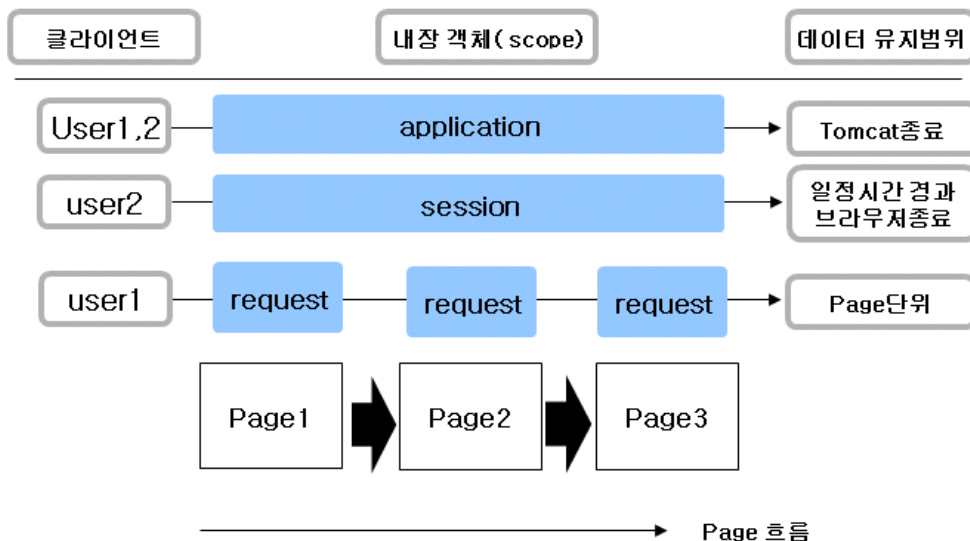 클라이언트
내장 객체( scope)
데이터 유지범위
User1,2
application
Tomcat종료
user2
session
일정시간 경과
브라우저종료
user1
request
request
request
Page단위
Page1
Page2
Page3
Page 흐름